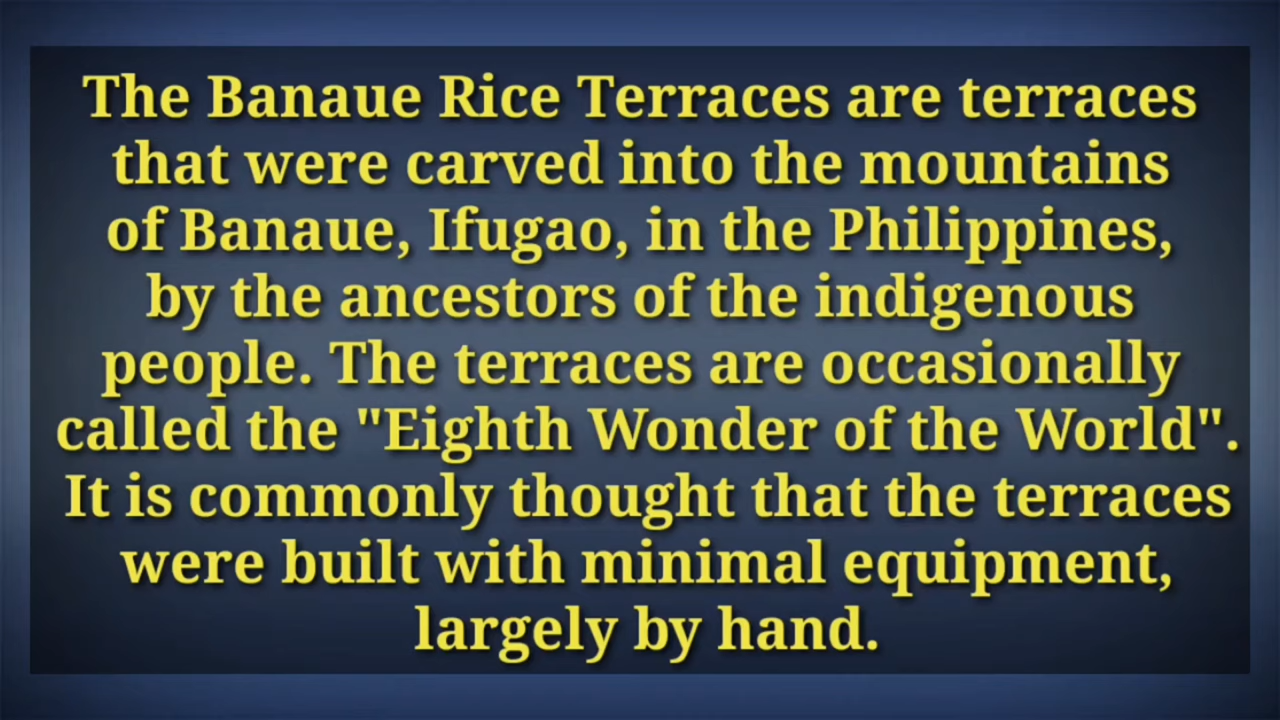 The Banaue Rice Terraces are terraces
that were carved into the mountains
of Banaue, Ifugao, in the Philippines,
by the ancestors of the indigenous
people. The terraces are occasionally
called the "Eighth Wonder of the World".
It is commonly thought that the terraces
were built with minimal equipment,
largely by hand.